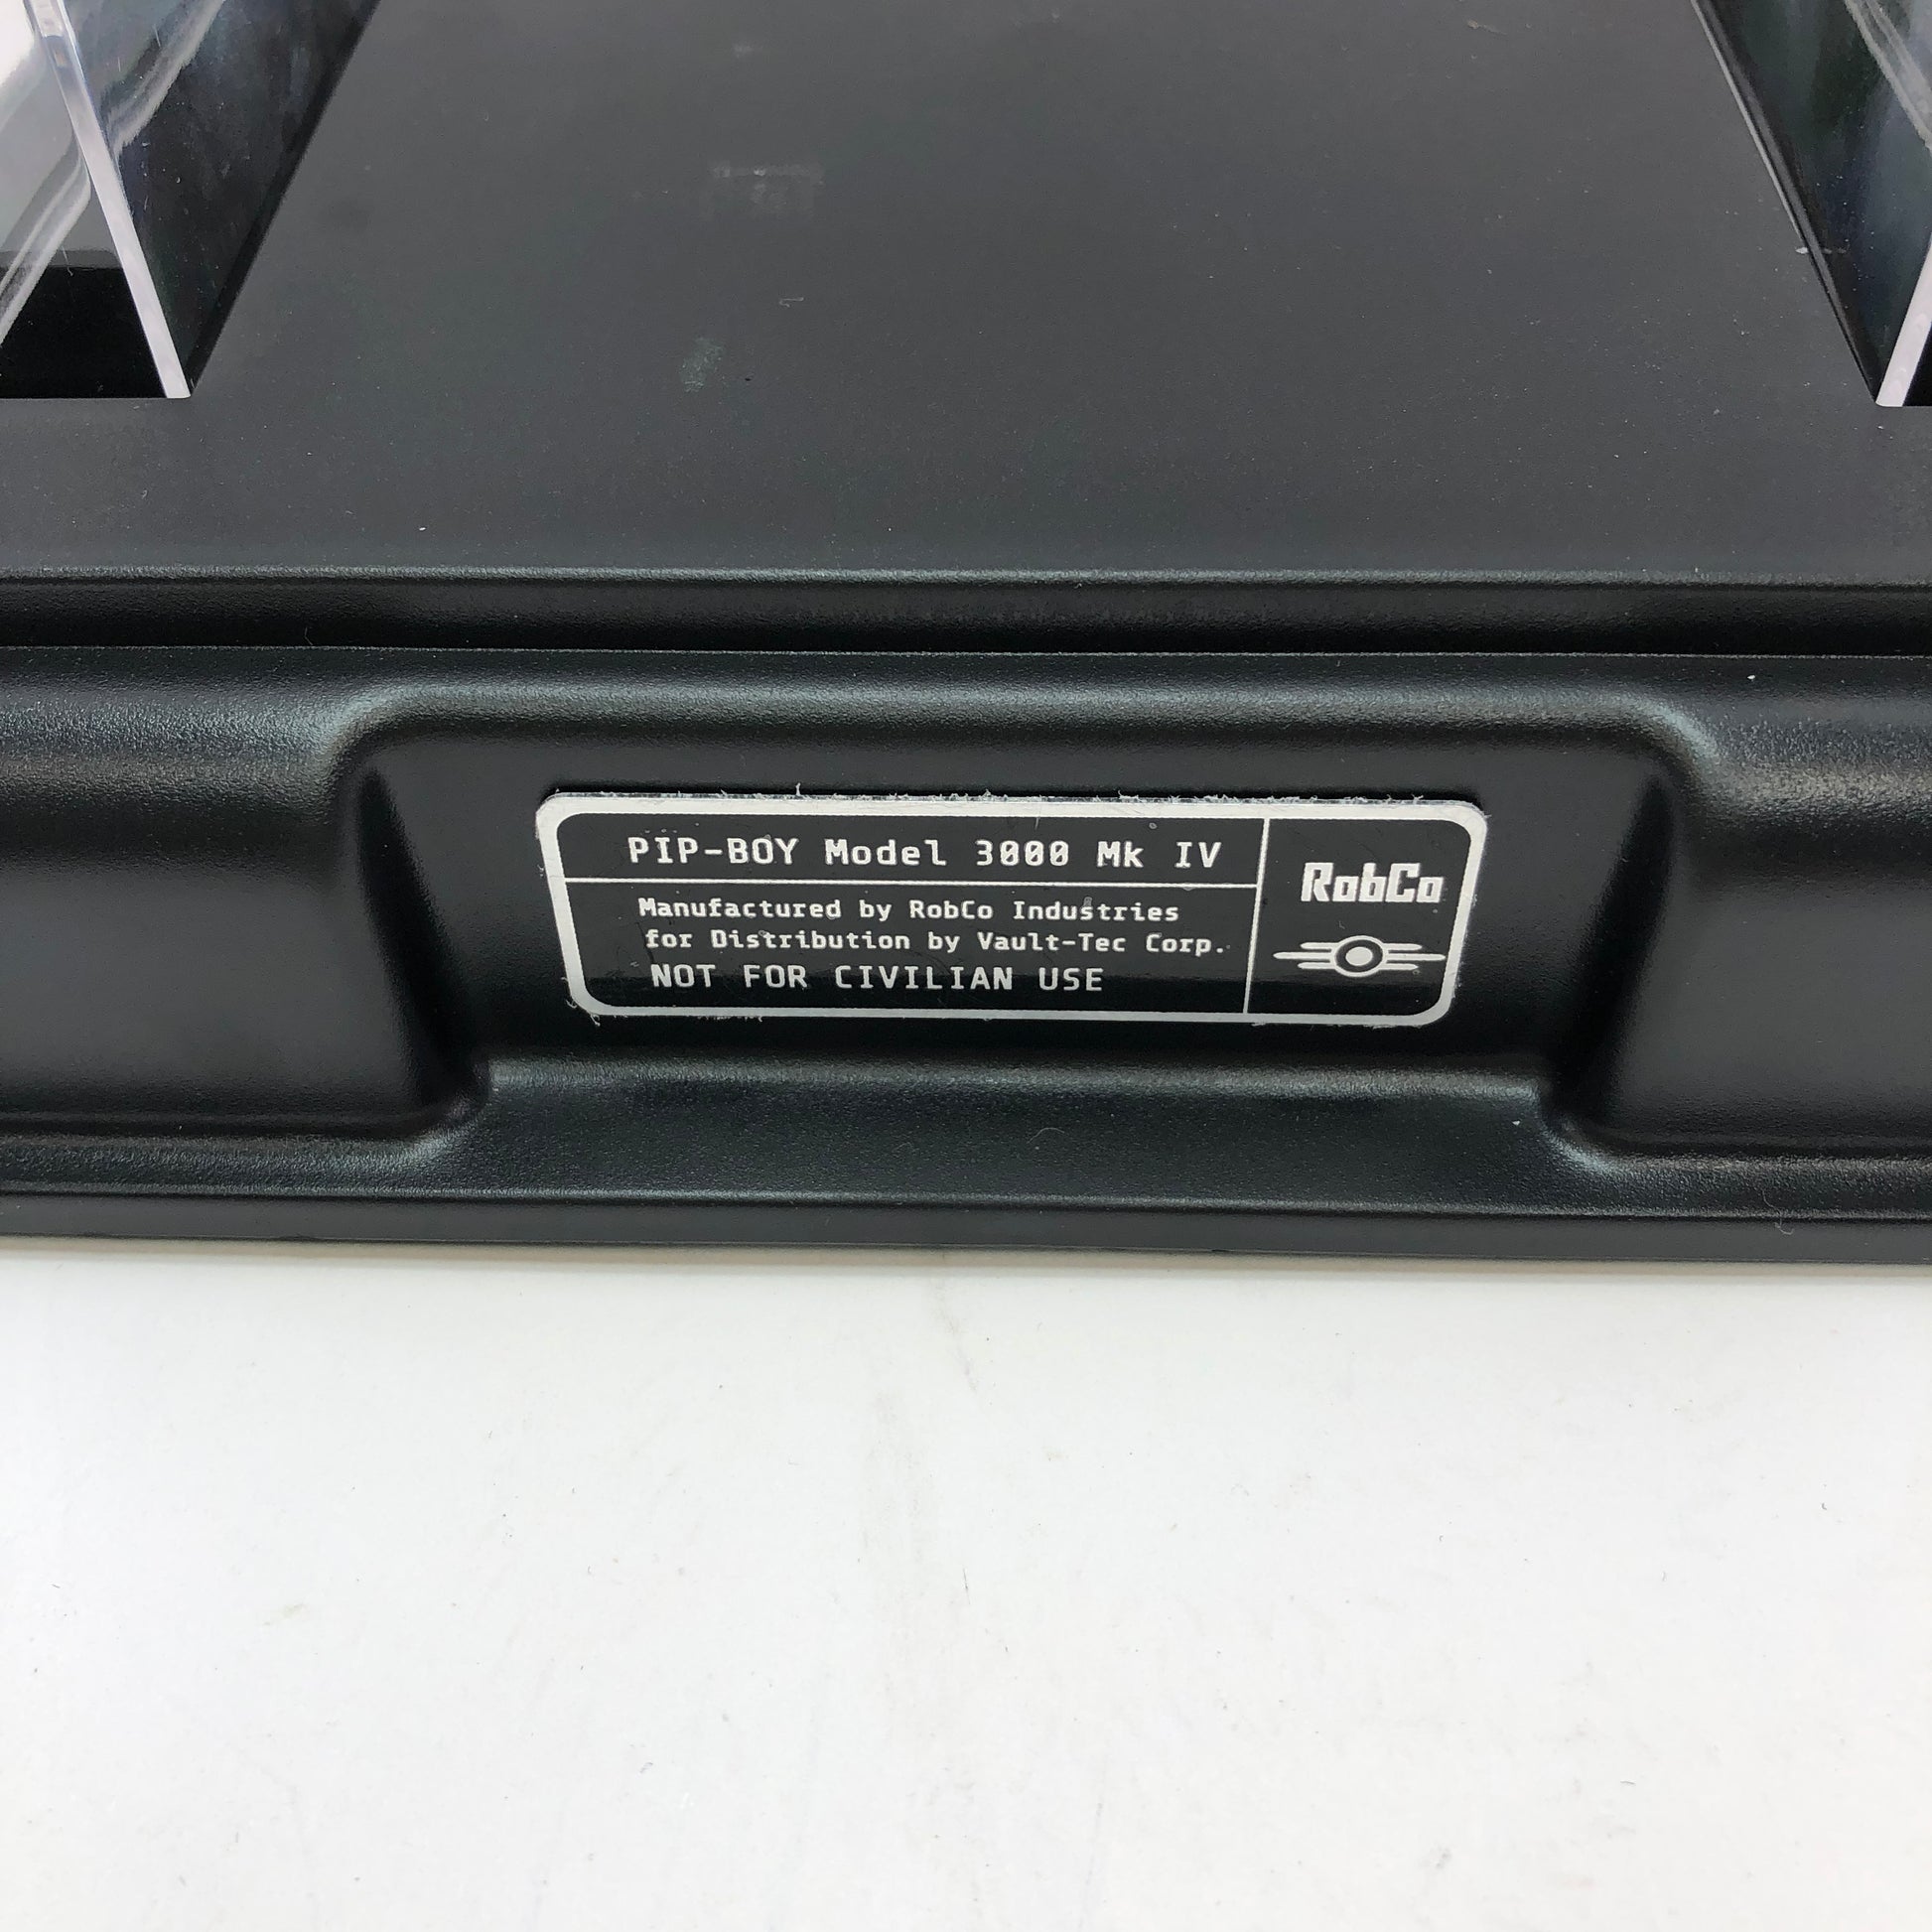 PIP-BOY Model 3000 Mk IV
Manufactured by RobCo Industries
for Distribution by Vault-Tec Corp.
NOT FOR CIVILIAN USE
RobCo